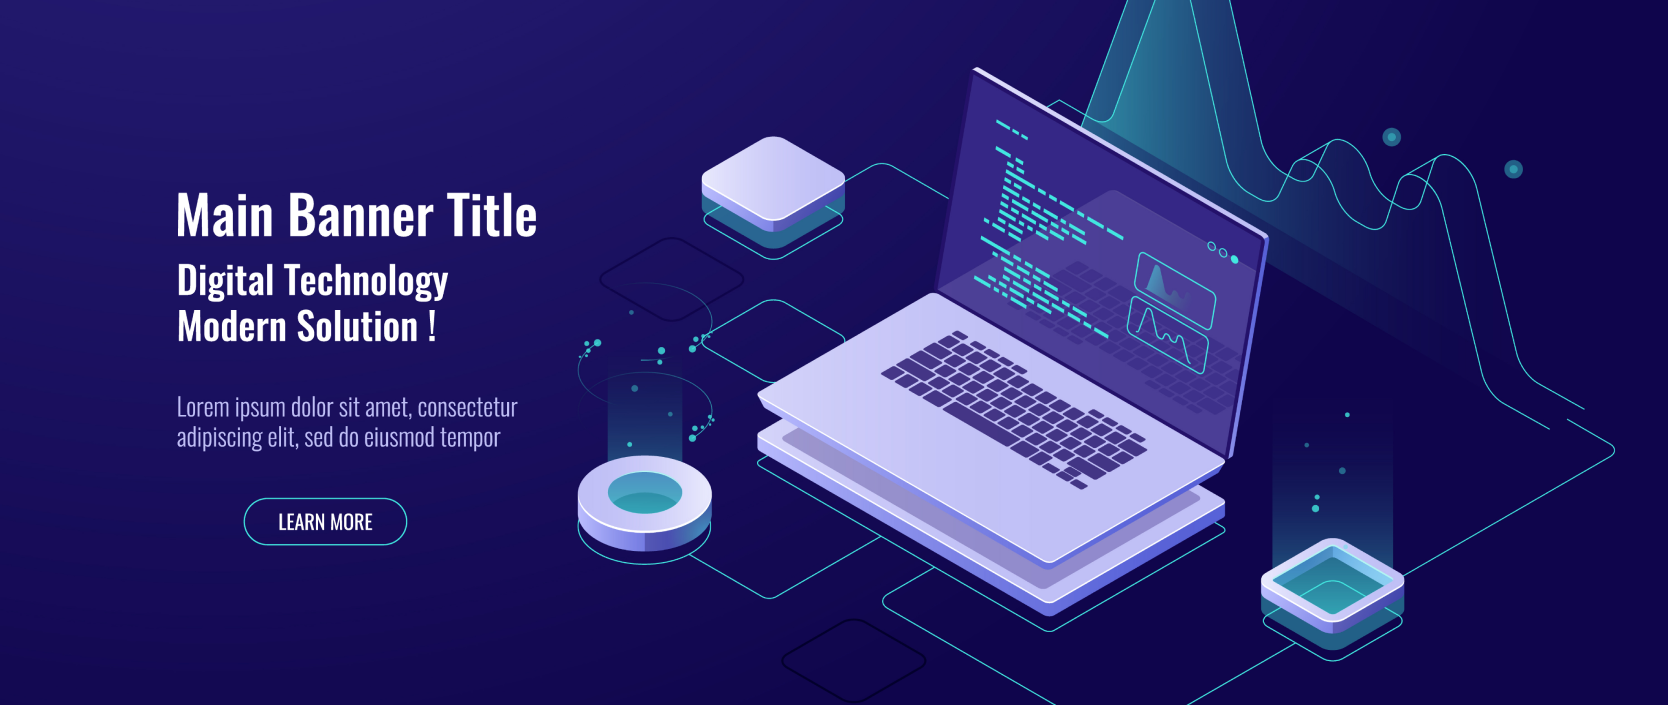 Main Banner Title
Digital Technology
Modern Solution !
Lorem ipsum dolor sit amet, consectetur
adipiscing elit, sed do eiusmod tempor
LEARN MORE